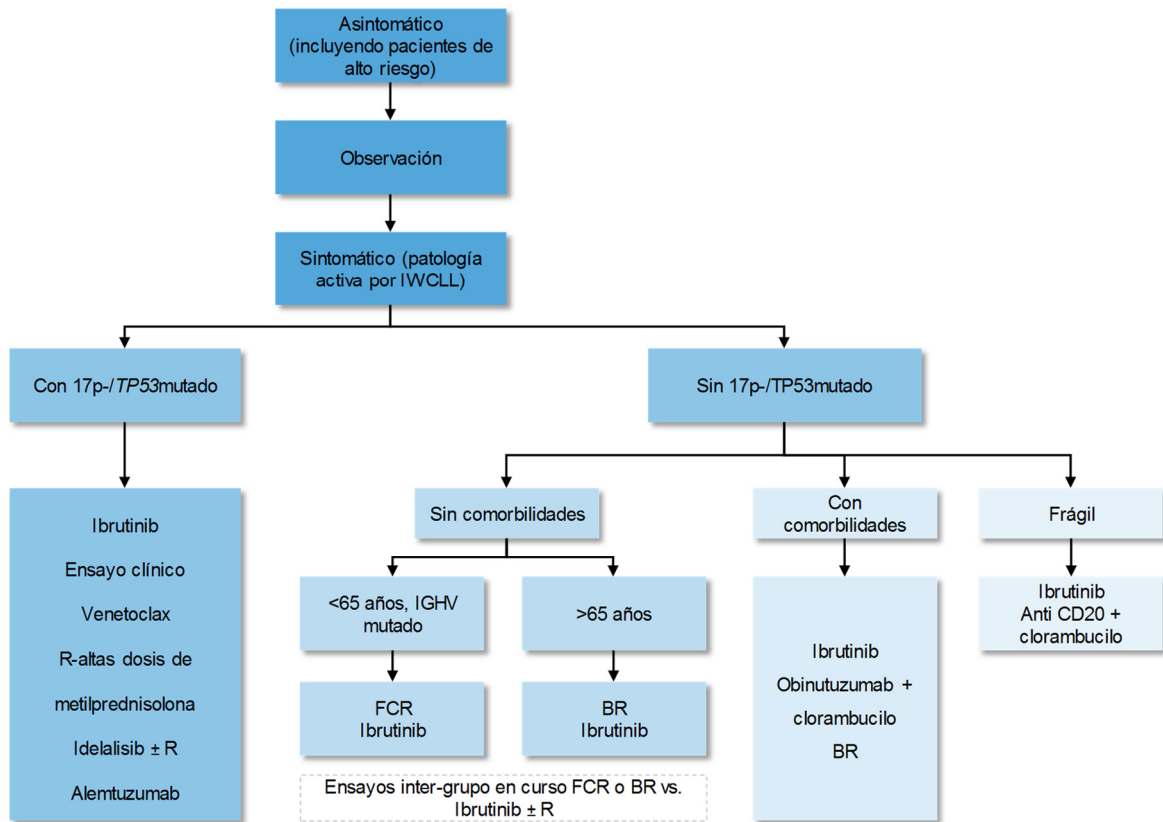 Asintomático
(incluyendo pacientes de
alto riesgo)
Observación
Sintomático (patología
activa por IWCLL)
Con 17p-/TP53mutado
Sin 17p-/TP53mutado
Ibrutinib
Ensayo clínico
Venetoclax
R-altas dosis de
metilprednisolona
Idelalisib ± R
Alemtuzumab
Sin comorbilidades
<65 años, IGHV
mutado
>65 años
FCR
Ibrutinib
BR
Ibrutinib
Ensayos inter-grupo en curso FCR o BR vs.
Ibrutinib ± R
Con
comorbilidades
Ibrutinib
Obinutuzumab +
clorambucilo
BR
Frágil
Ibrutinib
Anti CD20 +
clorambucilo